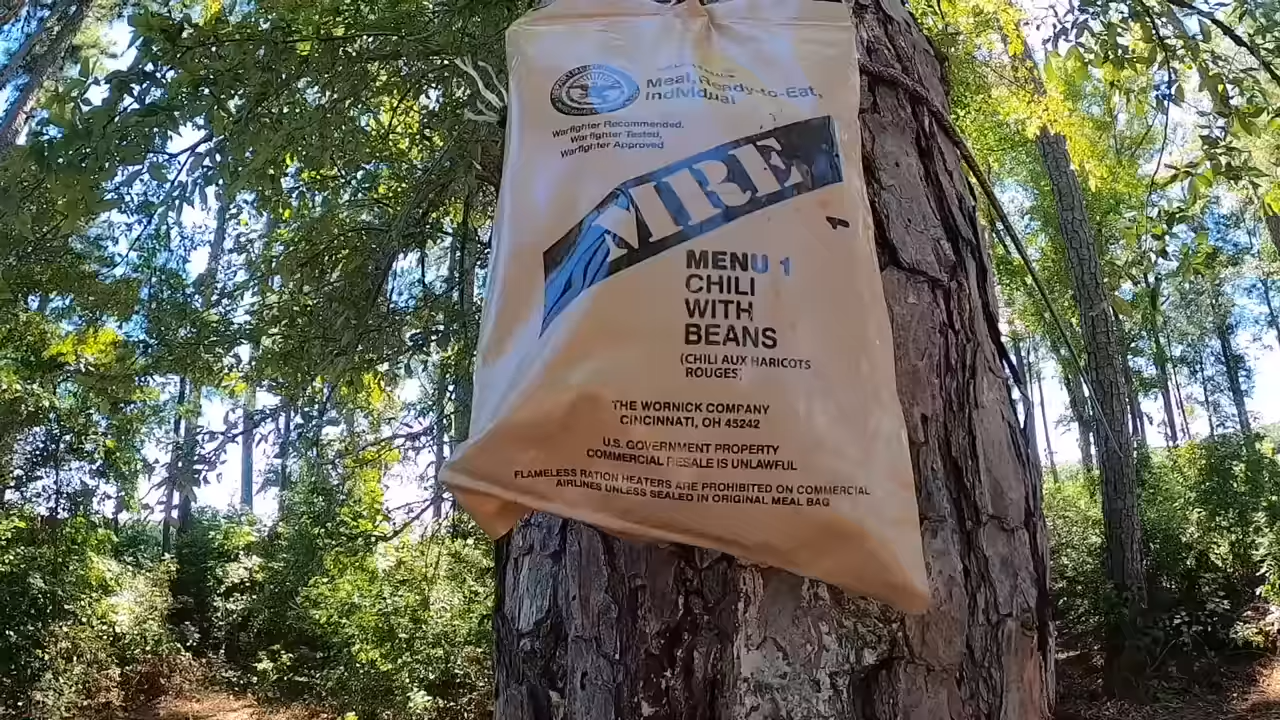 Meal, Ready-to-Eat,
Individual
Warfighter Recommended,
Warfighter Tested,
Warfighter Approved
MRE
MENU 1
CHILI
WITH
BEANS
(CHILI AUX HARICOTS
ROUGES)
THE WORNICK COMPANY
CINCINNATI, OH 45242
U.S. GOVERNMENT PROPERTY
COMMERCIAL RESALE IS UNLAWFUL
FLAMELESS RATION HEATERS ARE PROHIBITED ON COMMERCIAL
AIRLINES UNLESS SEALED IN ORIGINAL MEAL BAG